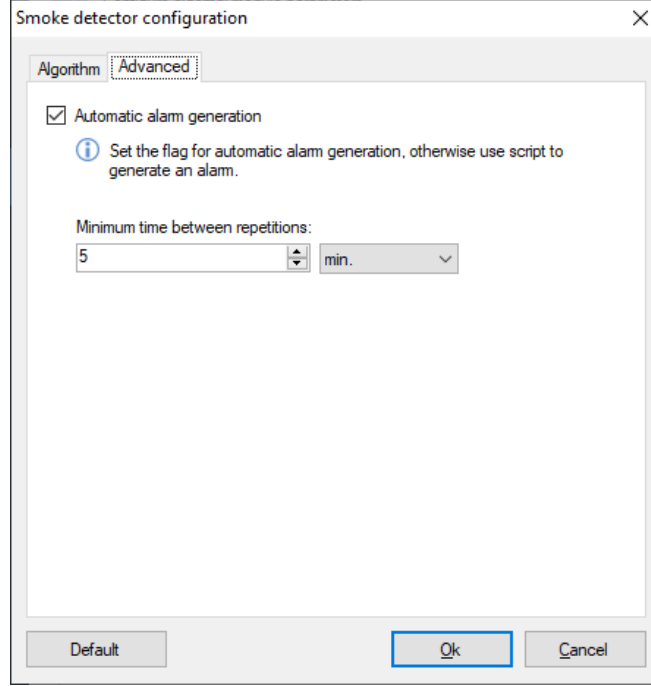 Smoke detector configuration
Algorithm
Advanced
Automatic alarm generation
Set the flag for automatic alarm generation, otherwise use script to
generate an alarm.
Minimum time between repetitions:
5
min.
Default
Ok
Cancel